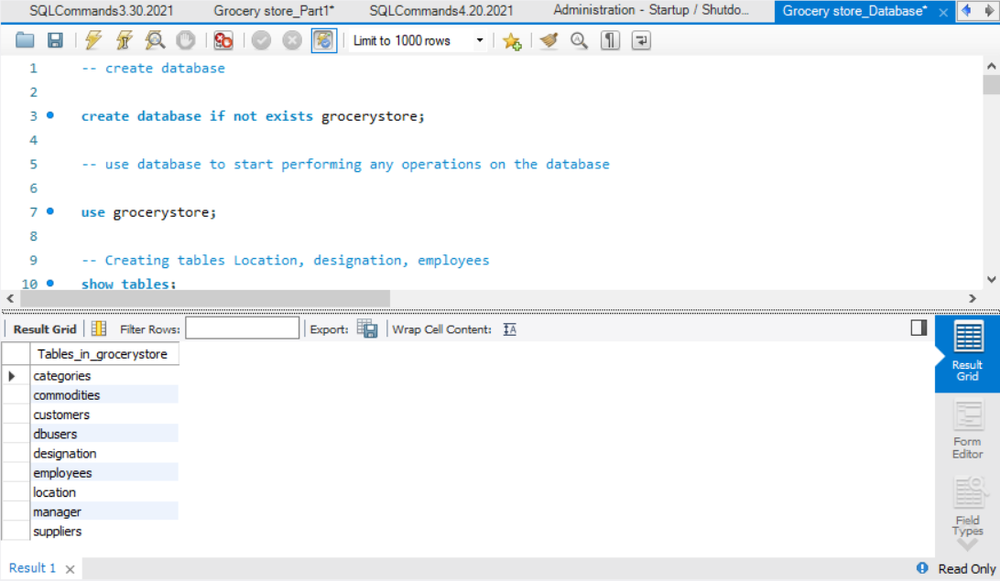 SQLCommands3.30.2021 Grocery store_Part1* SQLCommands4.20.2021 Administration - Startup / Shutdo... Grocery store_Database*
Limit to 1000 rows
1 -- create database
2
3 create database if not exists grocerystore;
4
5 -- use database to start performing any operations on the database
6
7 use grocerystore;
8
9 -- Creating tables Location, designation, employees
10 show tables;
Result Grid Filter Rows: Export: Wrap Cell Content:
Tables_in_grocerystore
categories
commodities
customers
dbusers
designation
employees
location
manager
suppliers
Result
Grid
Form
Editor
Field
Types
Result 1 Read Only